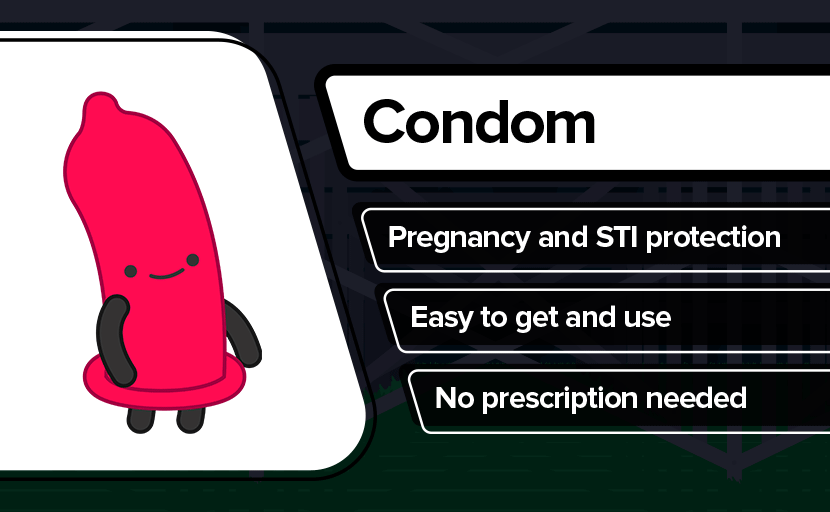 Condom
Pregnancy and STI protection
Easy to get and use
No prescription needed